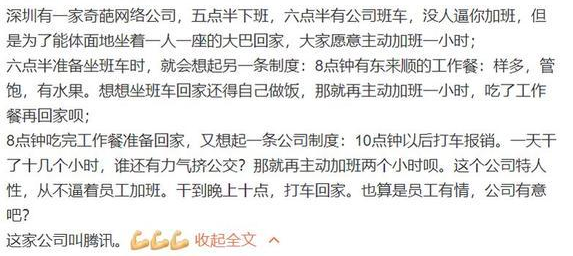 深圳有一家奇葩网络公司，五点半下班，六点半有公司班车，没人逼你加班，但
是为了能体面地坐着一人一座的大巴回家，大家愿意主动加班一小时；
六点半准备坐班车时，就会想起另一条制度：8点钟有东来顺的工作餐：样多，管
饱，有水果。想想坐班车回家还得自己做饭，那就再主动加班一小时，吃了工作
餐再回家呗；
8点钟吃完工作餐准备回家，又想起一条公司制度：10点钟以后打车报销。一天干
了十几个小时，谁还有力气挤公交？那就再主动加班两个小时呗。这个公司特人
性，从不逼着员工加班。干到晚上十点，打车回家。也算是员工有情，公司有意
吧？
这家公司叫腾讯。💪💪💪 收起全文 ^